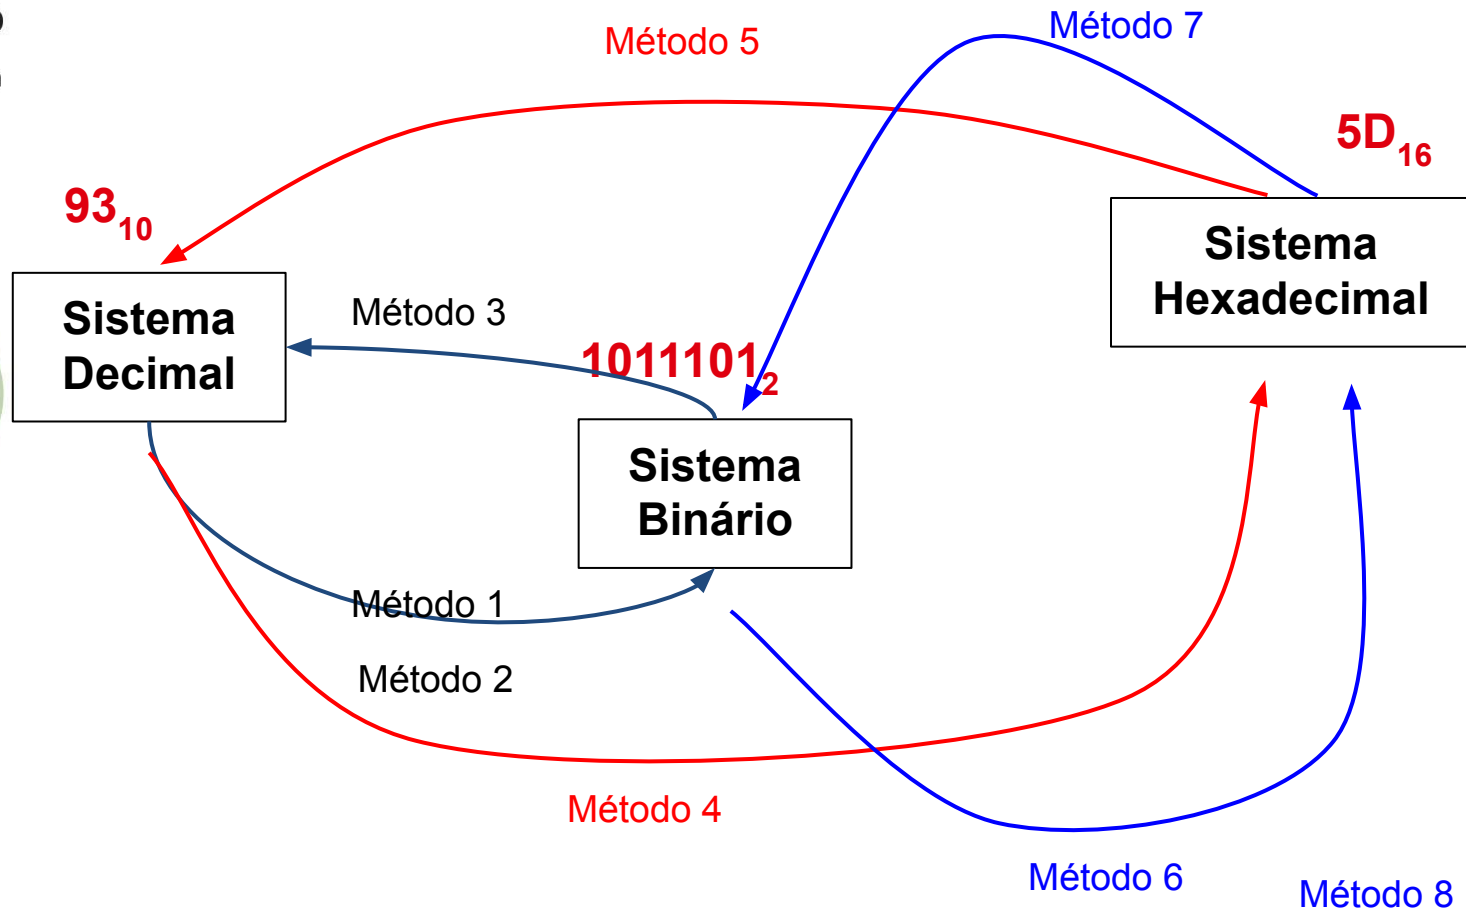 Método 7
Método 5
5D16
9310
Sistema
Hexadecimal
Sistema
Decimal
Método 3
10111012
Sistema
Binário
Método 1
Método 2
Método 4
Método 6
Método 8